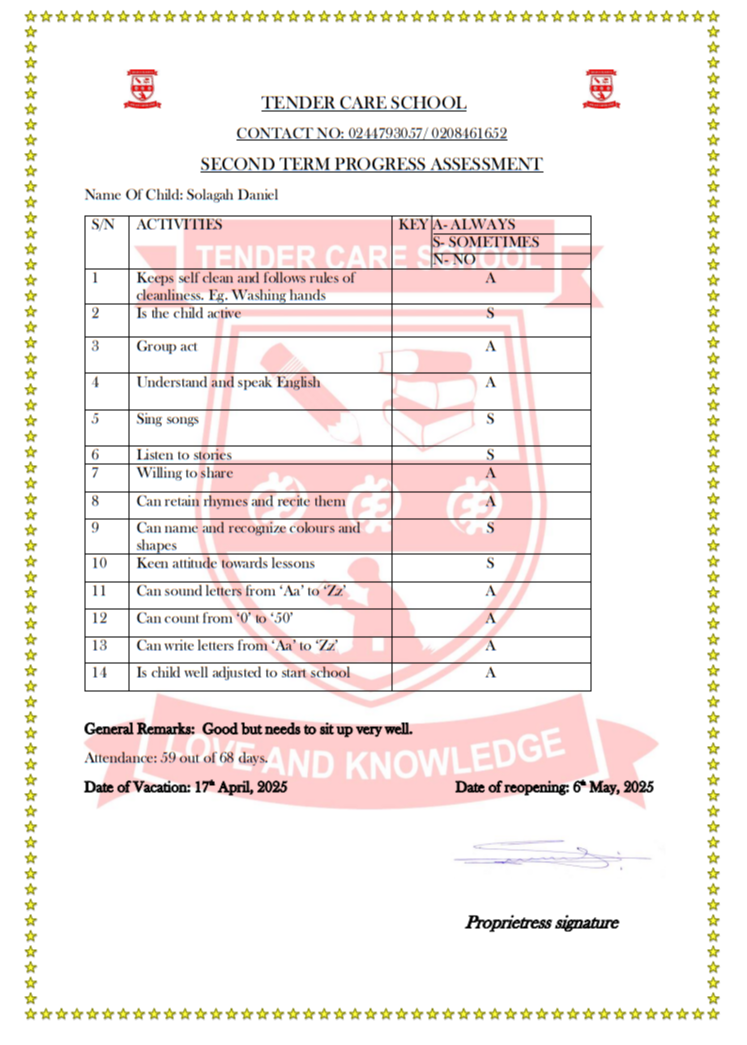 TENDER CARE SCHOOL
CONTACT NO: 0244793057/ 0208461652
SECOND TERM PROGRESS ASSESSMENT
Name Of Child: Solagah Daniel
S/N ACTIVITIES KEY A- ALWAYS
S- SOMETIMES
N- NO
TENDER CARE SCHOOL
1 Keeps self clean and follows rules of A
cleanliness. Eg. Washing hands
2 Is the child active S
3 Group act A
4 Understand and speak English A
5 Sing songs S
6 Listen to stories S
7 Willing to share A
8 Can retain rhymes and recite them A
9 Can name and recognize colours and S
shapes
10 Keen attitude towards lessons S
11 Can sound letters from ‘Aa’ to ‘Zz’ A
12 Can count from ‘0’ to ‘50’ A
13 Can write letters from ‘Aa’ to ‘Zz’ A
14 Is child well adjusted to start school A
General Remarks: Good but needs to sit up very well.
Attendance: 59 out of 68 days.
LOVE AND KNOWLEDGE
Date of Vacation: 17th April, 2025 Date of reopening: 6th May, 2025
Proprietress signature